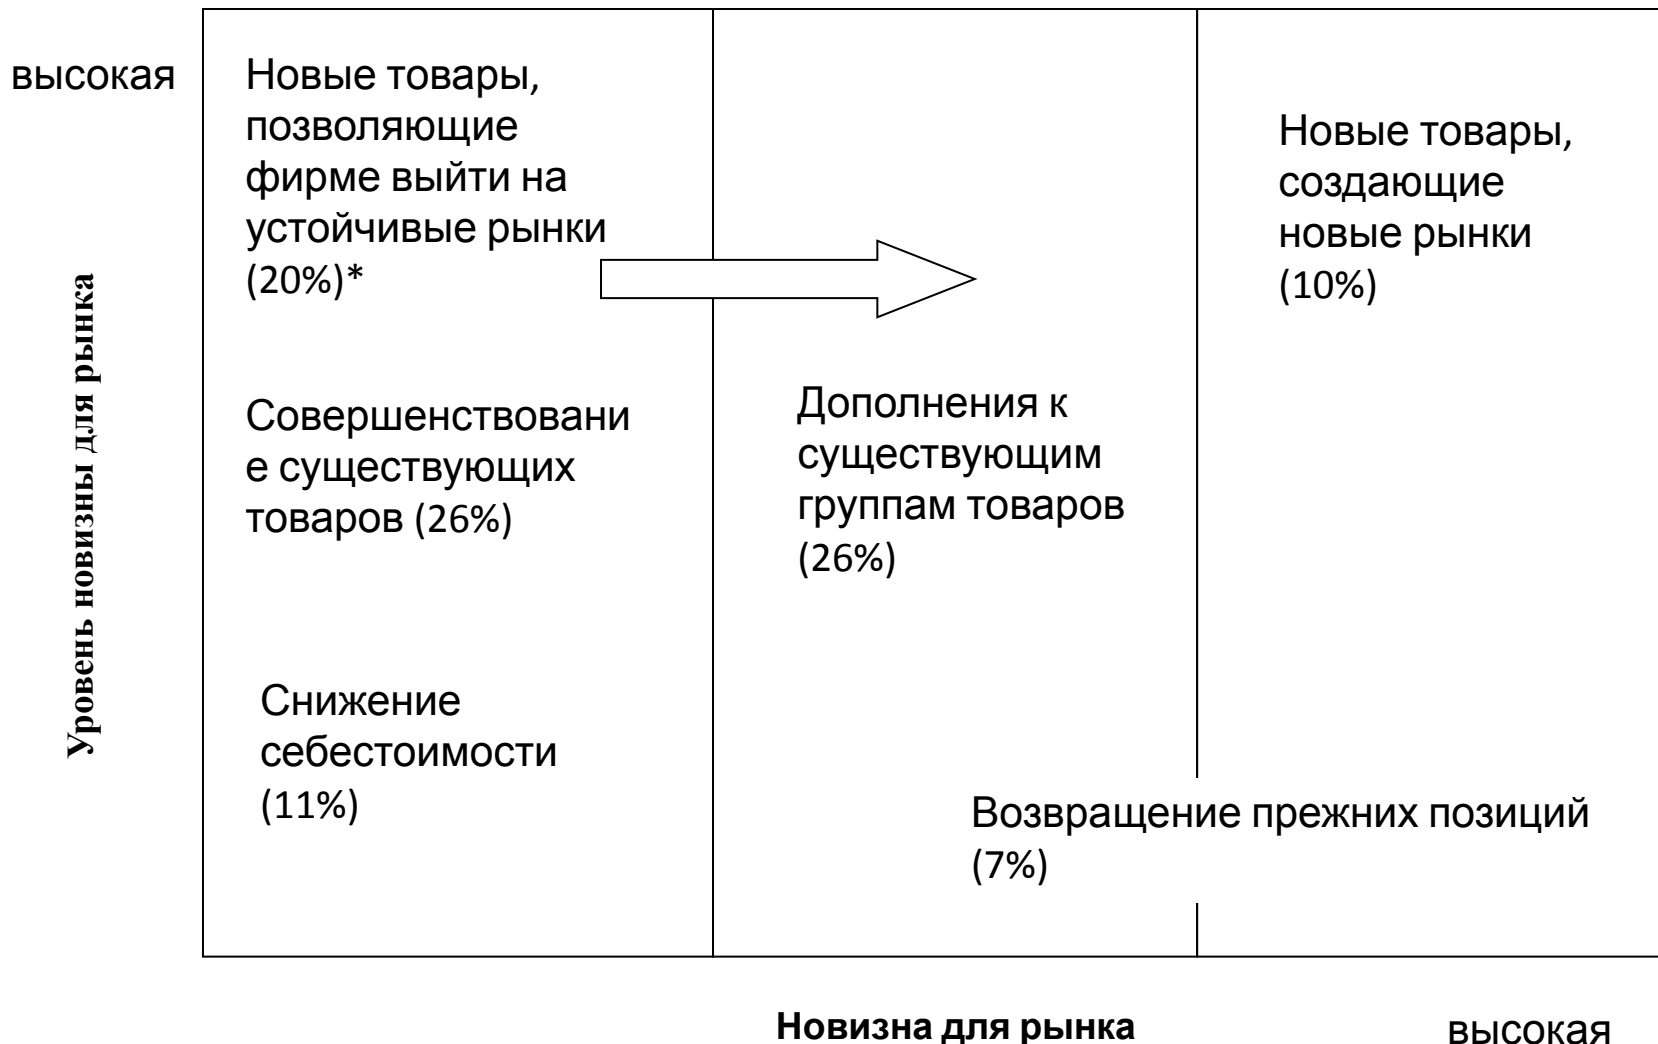 высокая
Новые товары,
позволяющие
фирме выйти на
устойчивые рынки
(20%)*
Новые товары,
создающие
новые рынки
(10%)
Уровень новизны для рынка
Совершенствовани
е существующих
товаров (26%)
Дополнения к
существующим
группам товаров
(26%)
Снижение
себестоимости
(11%)
Возвращение прежних позиций
(7%)
Новизна для рынка
высокая